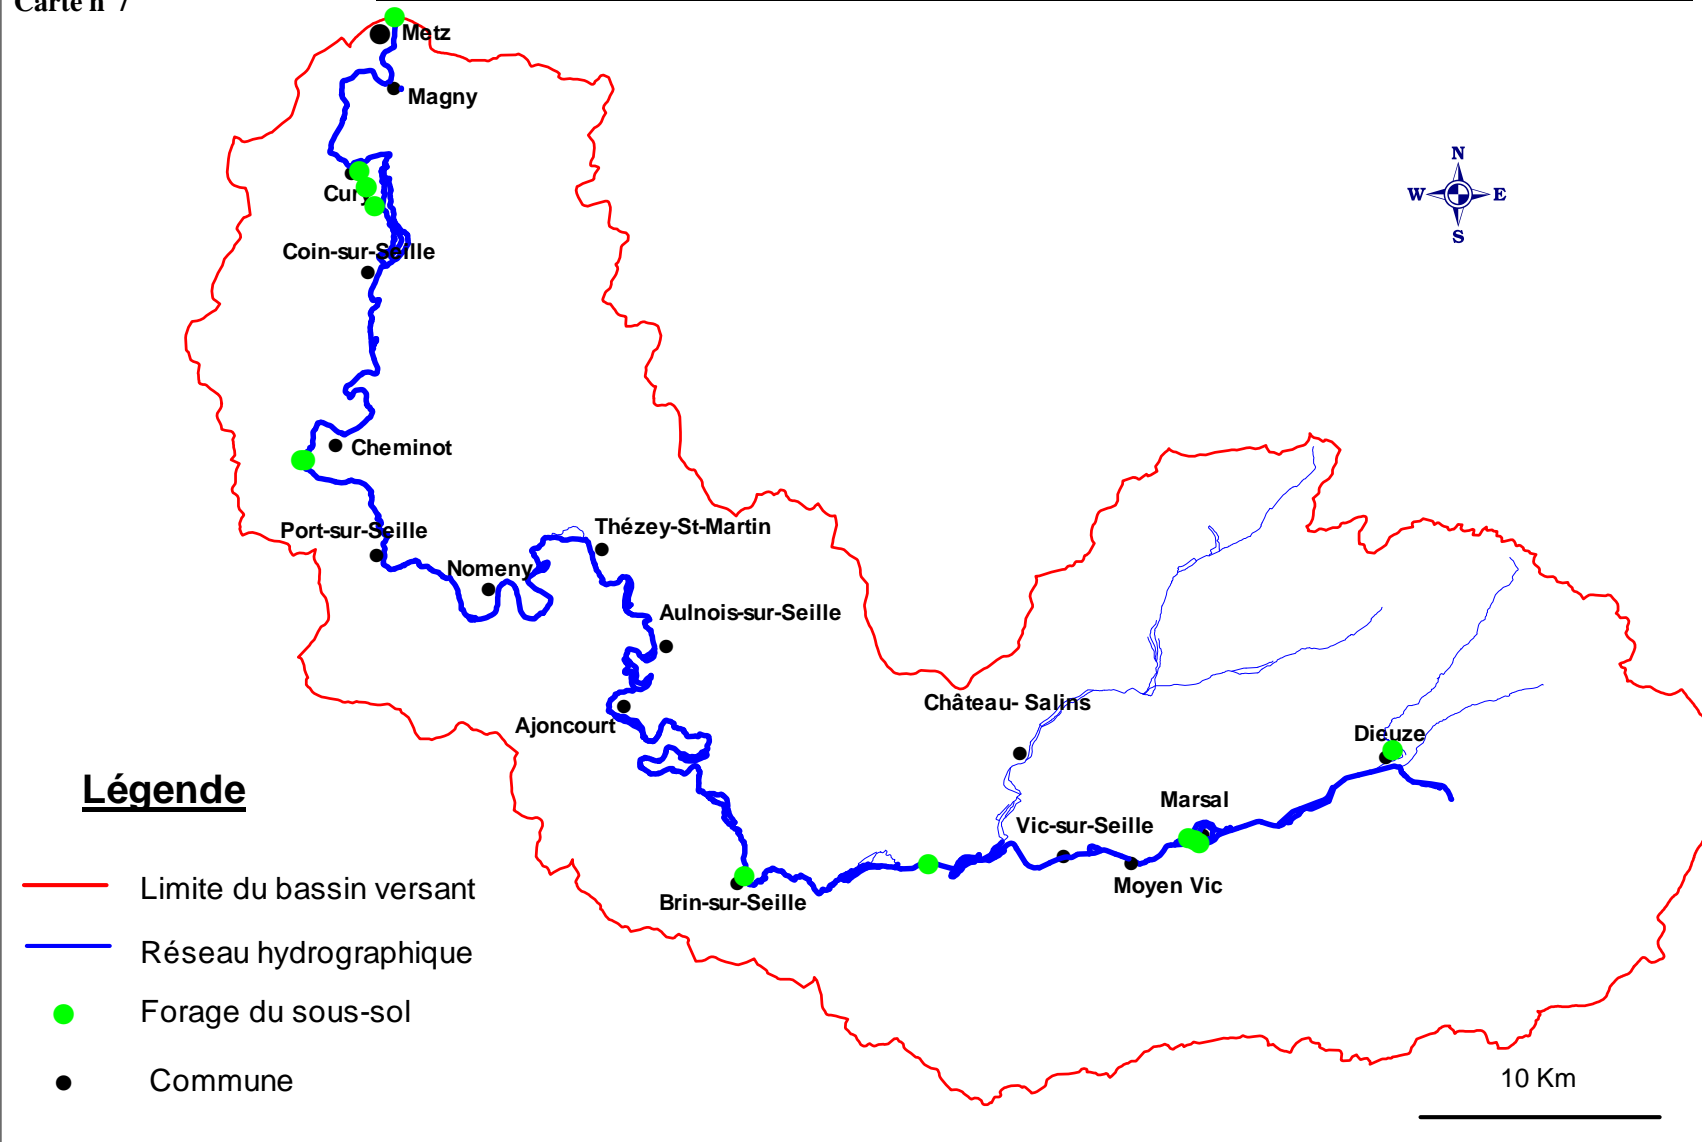 Carte n° 7
Metz
Magny
N
W E
S
Cury
Coin-sur-Seille
Cheminot
Port-sur-Seille
Thézey-St-Martin
Nomeny
Aulnois-sur-Seille
Château- Salins
Ajoncourt
Dieuze
Légende
Marsal
Vic-sur-Seille
Moyen Vic
Brin-sur-Seille
Limite du bassin versant
Réseau hydrographique
Forage du sous-sol
Commune
10 Km